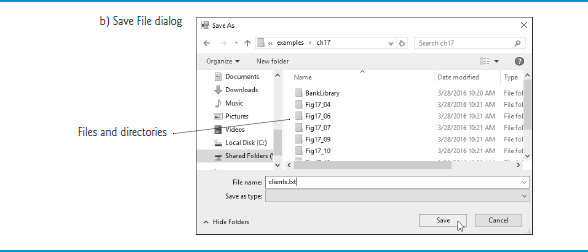 b) Save File dialog
Save As
« examples › ch17
Search ch17
Organize
New folder
Documents
Downloads
Music
Pictures
Videos
Local Disk (C:)
Shared Folders (
Name
Date modified
Type
BankLibrary
3/28/2016 10:20 AM
File fol
Fig17_04
3/28/2016 10:21 AM
File fol
Fig17_06
3/28/2016 10:21 AM
File fol
Fig17_07
3/28/2016 10:21 AM
File fol
Fig17_09
3/28/2016 10:21 AM
File fol
Fig17_10
3/28/2016 10:21 AM
File fol
Files and directories
File name:
clients.txt
Save as type:
Hide Folders
Save
Cancel